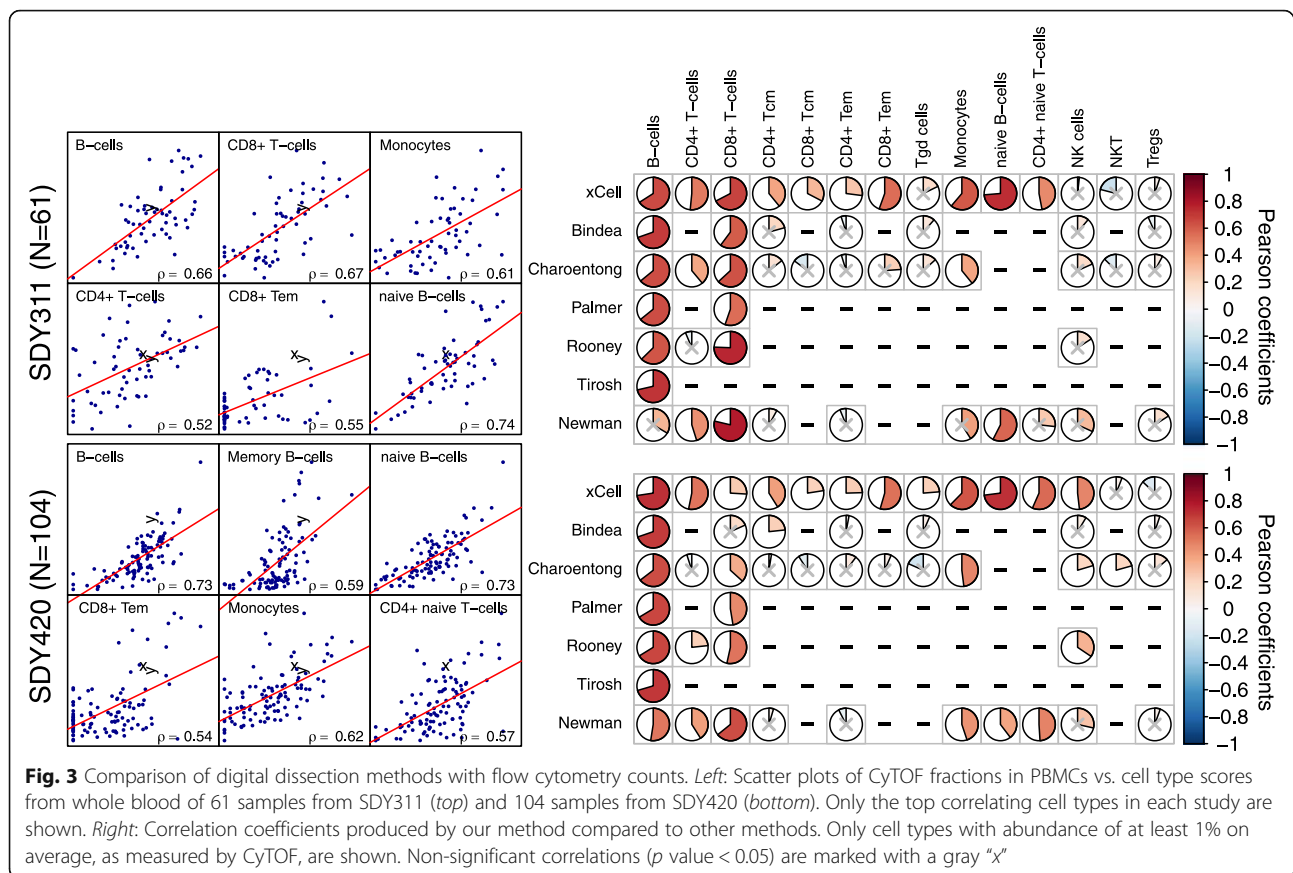 SDY311 (N=61)
B−cells
ρ = 0.66
y
CD8+ T−cells
ρ = 0.67
y
Monocytes
ρ = 0.61
CD4+ T−cells
ρ = 0.52
x
y
CD8+ Tem
ρ = 0.55
x
y
naive B−cells
ρ = 0.74
x
SDY420 (N=104)
B−cells
ρ = 0.73
y
Memory B−cells
ρ = 0.59
y
naive B−cells
ρ = 0.73
CD8+ Tem
ρ = 0.54
x
y
Monocytes
ρ = 0.62
x
y
CD4+ naive T−cells
ρ = 0.57
x
B−cells
CD4+ T−cells
CD8+ T−cells
CD4+ Tcm
CD8+ Tcm
CD4+ Tem
CD8+ Tem
Tgd cells
Monocytes
naive B−cells
CD4+ naive T−cells
NK cells
NKT
Tregs
xCell
Bindea
Charoentong
Palmer
Rooney
Tirosh
Newman
1
0.8
0.6
0.4
0.2
0
−0.2
−0.4
−0.6
−0.8
−1
Pearson coefficients
xCell
Bindea
Charoentong
Palmer
Rooney
Tirosh
Newman
1
0.8
0.6
0.4
0.2
0
−0.2
−0.4
−0.6
−0.8
−1
Pearson coefficients
Fig. 3 Comparison of digital dissection methods with flow cytometry counts. Left: Scatter plots of CyTOF fractions in PBMCs vs. cell type scores
from whole blood of 61 samples from SDY311 (top) and 104 samples from SDY420 (bottom). Only the top correlating cell types in each study are
shown. Right: Correlation coefficients produced by our method compared to other methods. Only cell types with abundance of at least 1% on
average, as measured by CyTOF, are shown. Non-significant correlations (p value < 0.05) are marked with a gray “x”